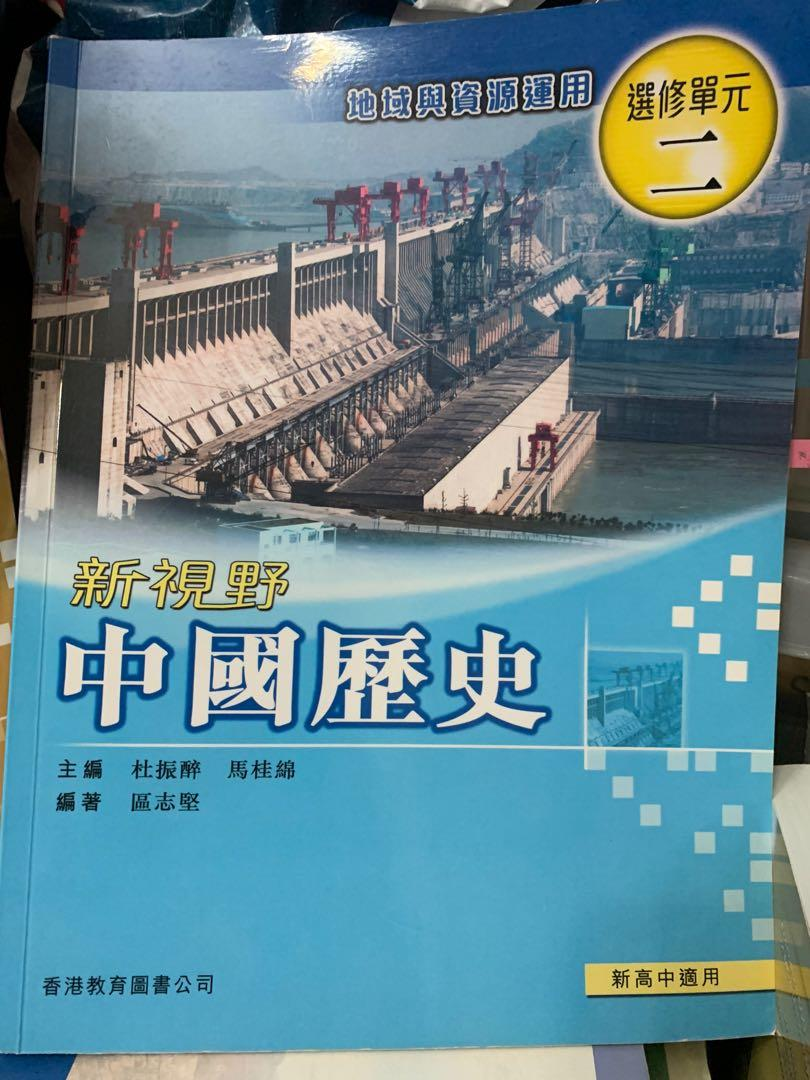 地域與資源運用
選修單元
二
新視野
中國歷史
主編 杜振醉 馬桂綿
編著 區志堅
香港教育圖書公司
新高中適用